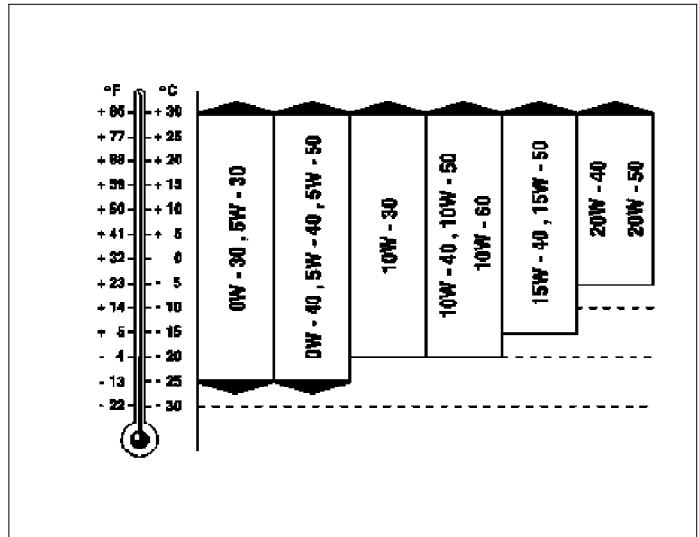 °F °C
+ 86 + 30
+ 77 + 25
+ 68 + 20
+ 59 + 15
+ 50 + 10
+ 41 + 5
+ 32 0
+ 23 - 5
+ 14 - 10
+ 5 - 15
- 4 - 20
- 13 - 25
- 22 - 30
0W - 30 , 5W - 30
0W - 40 , 5W - 40 , 5W - 50
10W - 30
10W - 40 , 10W - 50
10W - 60
15W - 40 , 15W - 50
20W - 40
20W - 50